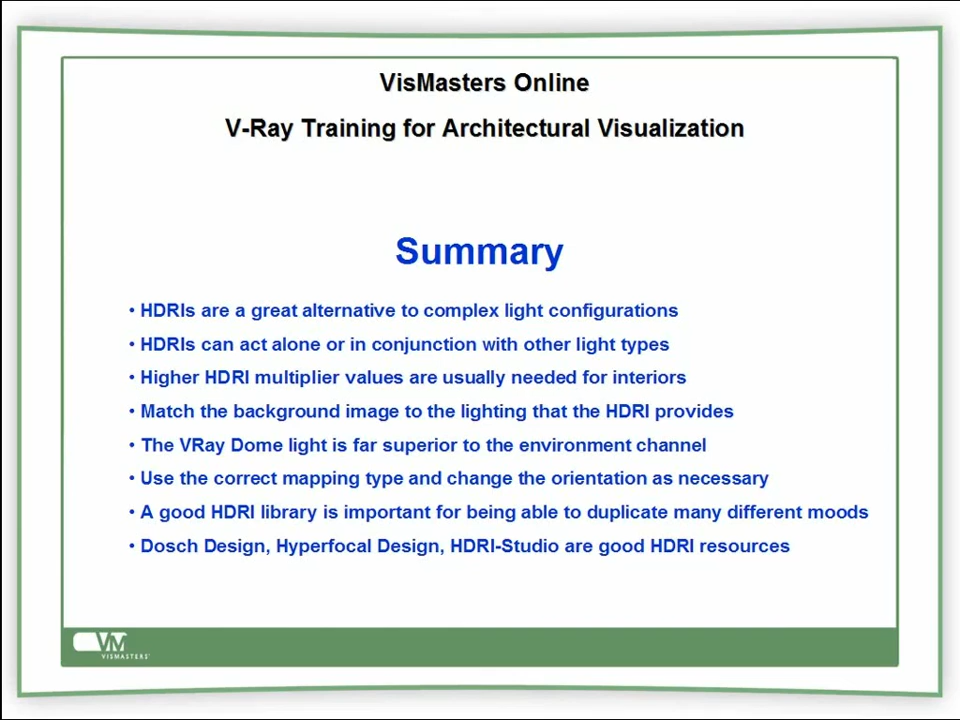 VisMasters Online
V-Ray Training for Architectural Visualization
Summary
• HDRIs are a great alternative to complex light configurations
• HDRIs can act alone or in conjunction with other light types
• Higher HDRI multiplier values are usually needed for interiors
• Match the background image to the lighting that the HDRI provides
• The VRay Dome light is far superior to the environment channel
• Use the correct mapping type and change the orientation as necessary
• A good HDRI library is important for being able to duplicate many different moods
• Dosch Design, Hyperfocal Design, HDRI-Studio are good HDRI resources
VM
VISMASTERS